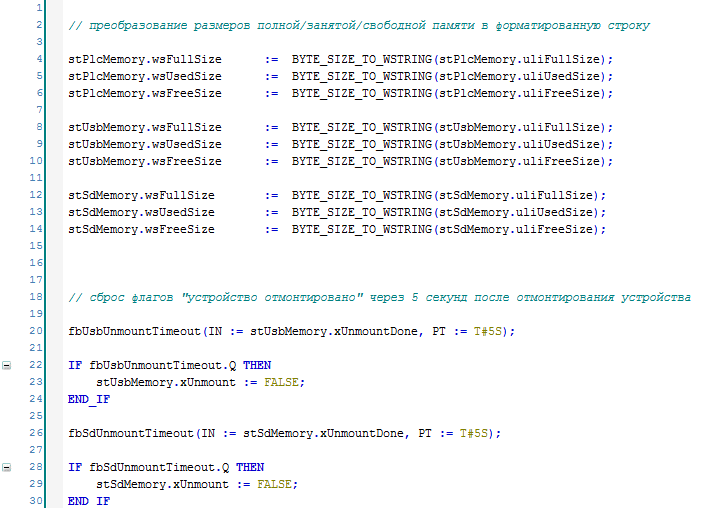 1
2 // преобразование размеров полной/занятой/свободной памяти в форматированную строку
3
4 stPlcMemory.wsFullSize := BYTE_SIZE_TO_WSTRING(stPlcMemory.uliFullSize);
5 stPlcMemory.wsUsedSize := BYTE_SIZE_TO_WSTRING(stPlcMemory.uliUsedSize);
6 stPlcMemory.wsFreeSize := BYTE_SIZE_TO_WSTRING(stPlcMemory.uliFreeSize);
7
8 stUsbMemory.wsFullSize := BYTE_SIZE_TO_WSTRING(stUsbMemory.uliFullSize);
9 stUsbMemory.wsUsedSize := BYTE_SIZE_TO_WSTRING(stUsbMemory.uliUsedSize);
10 stUsbMemory.wsFreeSize := BYTE_SIZE_TO_WSTRING(stUsbMemory.uliFreeSize);
11
12 stSdMemory.wsFullSize := BYTE_SIZE_TO_WSTRING(stSdMemory.uliFullSize);
13 stSdMemory.wsUsedSize := BYTE_SIZE_TO_WSTRING(stSdMemory.uliUsedSize);
14 stSdMemory.wsFreeSize := BYTE_SIZE_TO_WSTRING(stSdMemory.uliFreeSize);
15
16
17
18 // сброс флагов "устройство отмонтировано" через 5 секунд после отмонтирования устройства
19
20 fbUsbUnmountTimeout(IN := stUsbMemory.xUnmountDone, PT := T#5S);
21
22 IF fbUsbUnmountTimeout.Q THEN
23 stUsbMemory.xUnmount := FALSE;
24 END_IF
25
26 fbSdUnmountTimeout(IN := stSdMemory.xUnmountDone, PT := T#5S);
27
28 IF fbSdUnmountTimeout.Q THEN
29 stSdMemory.xUnmount := FALSE;
30 END IF